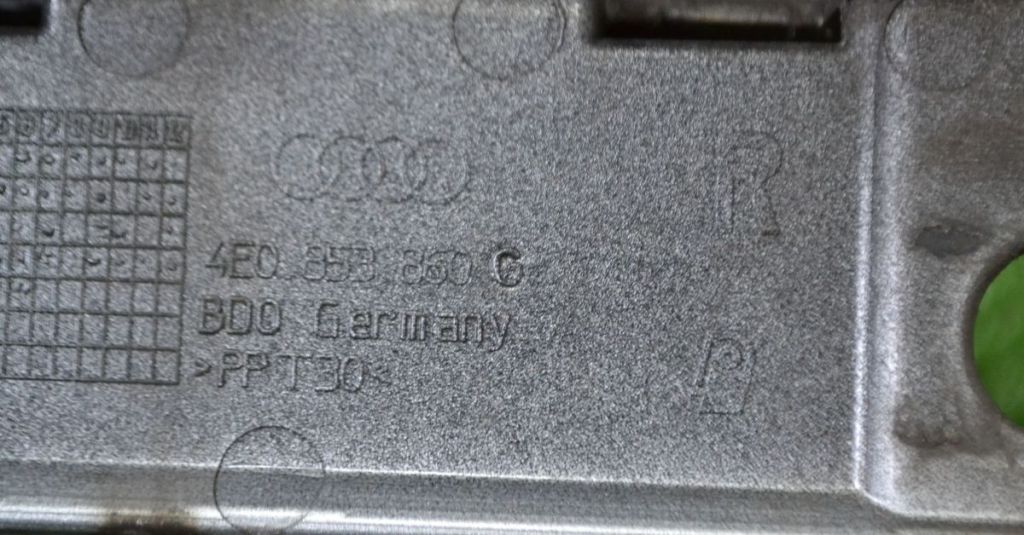 R
4E0 853 860 C
BDO Germany
>PP T30<